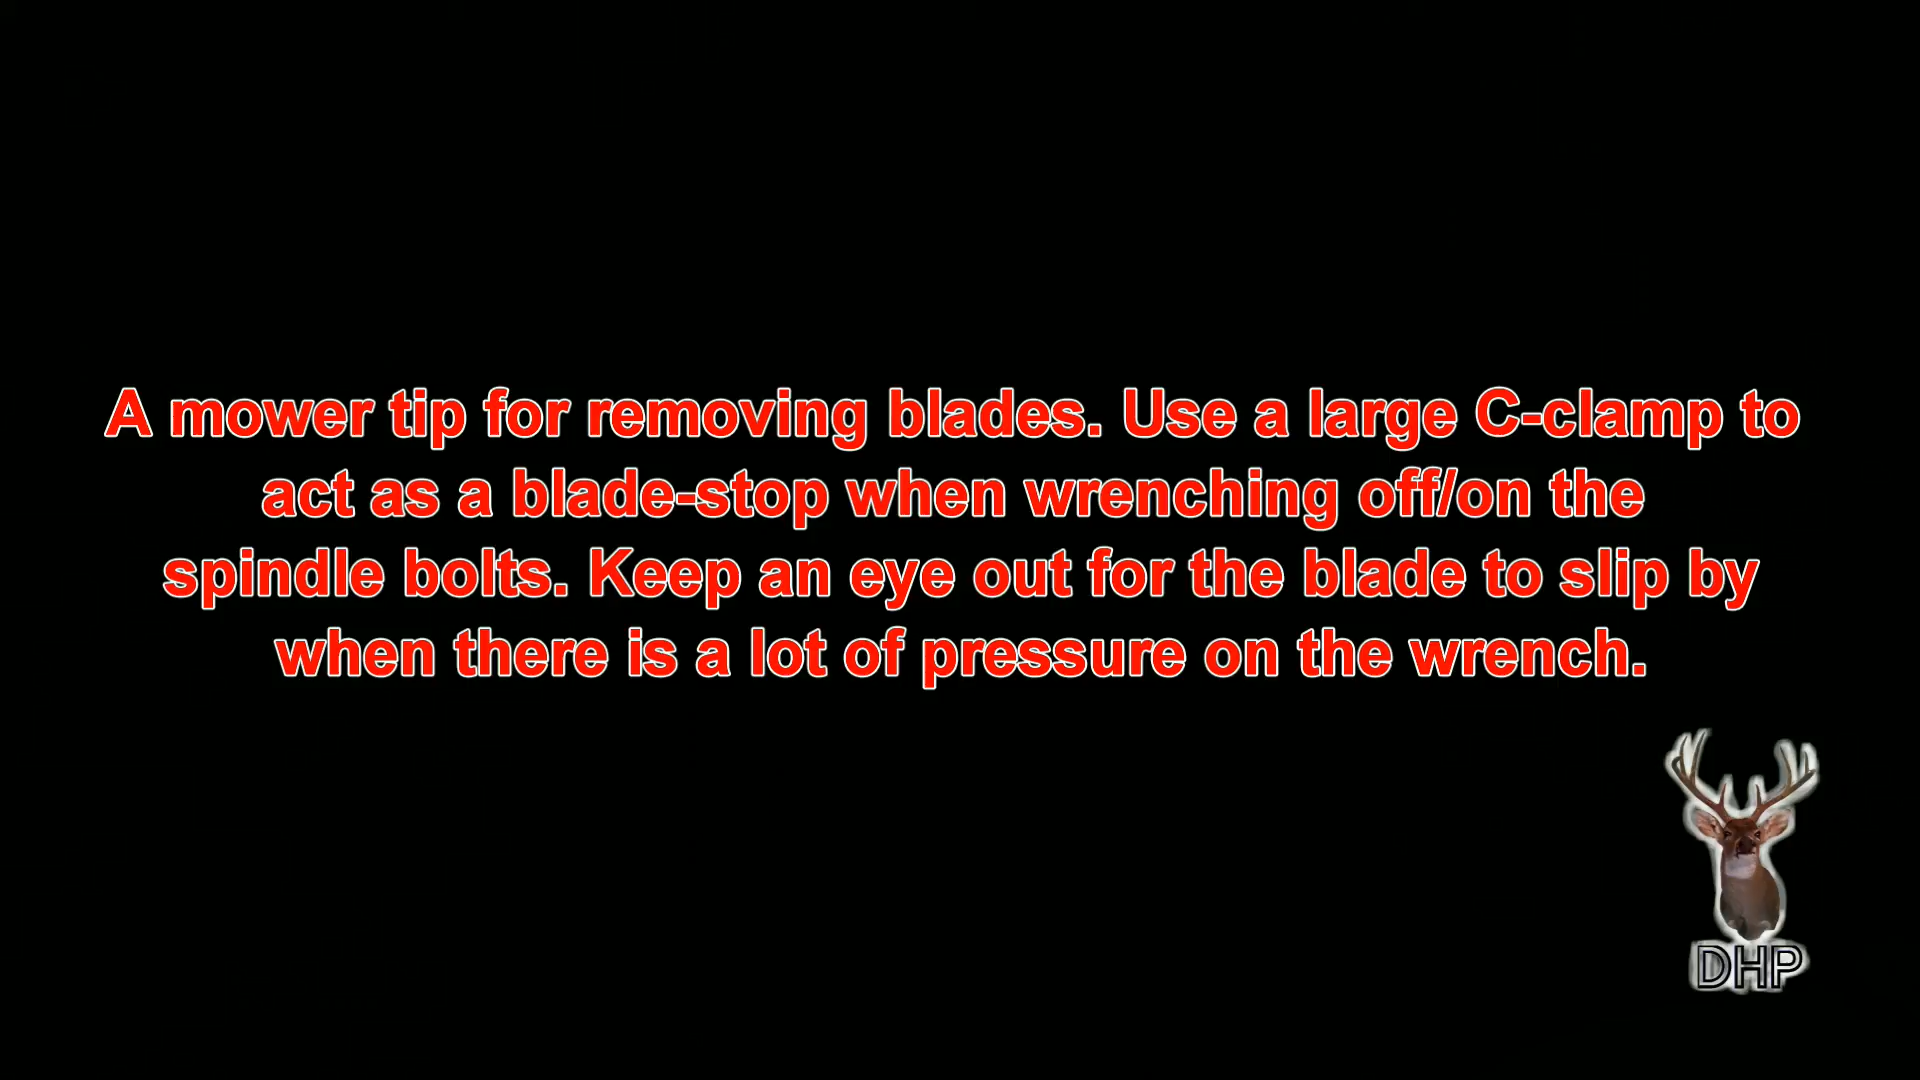 A mower tip for removing blades. Use a large C-clamp to
act as a blade-stop when wrenching off/on the
spindle bolts. Keep an eye out for the blade to slip by
when there is a lot of pressure on the wrench.
DHP